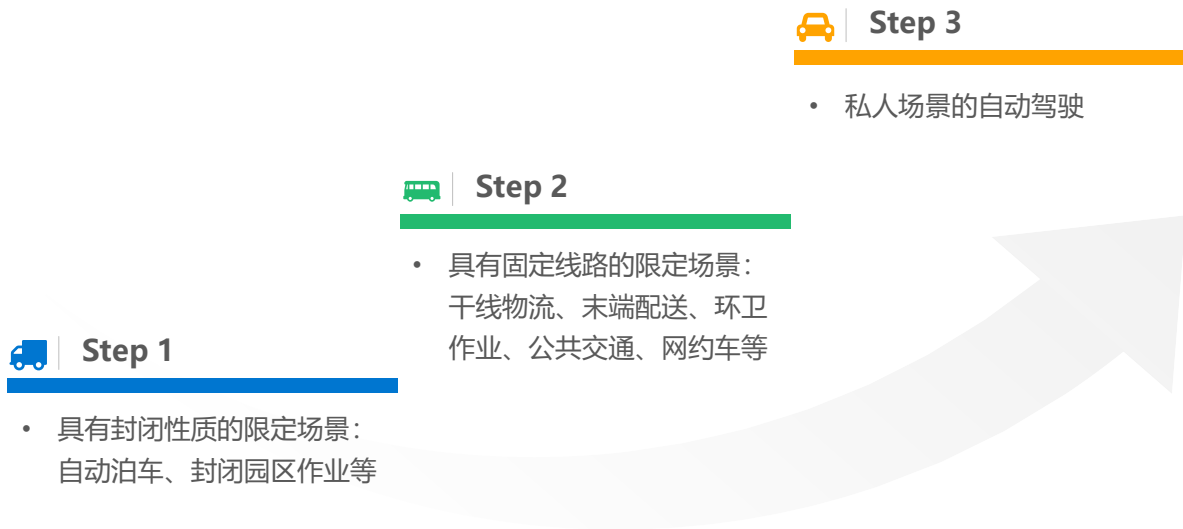 Step 3
• 私人场景的自动驾驶
Step 2
• 具有固定线路的限定场景：
干线物流、末端配送、环卫
作业、公共交通、网约车等
Step 1
• 具有封闭性质的限定场景：
自动泊车、封闭园区作业等